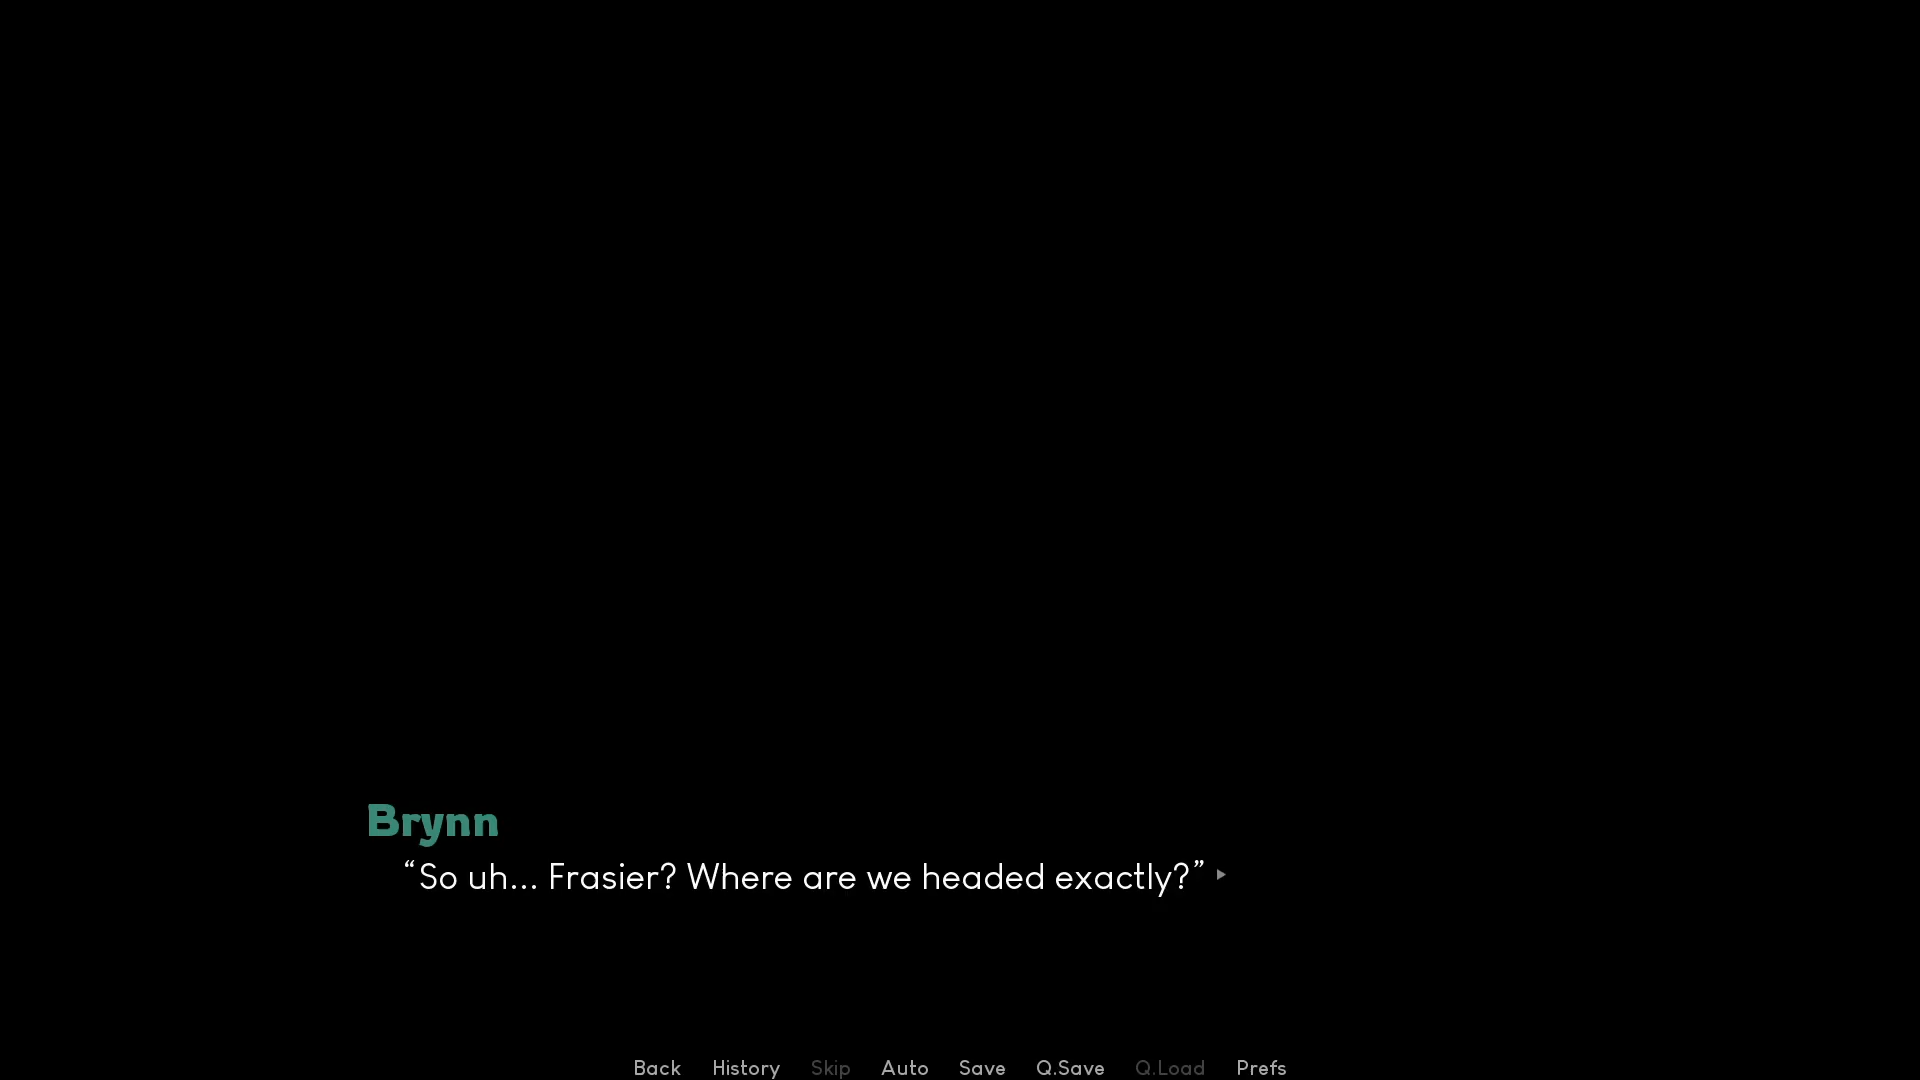 Brynn
“So uh... Frasier? Where are we headed exactly?”
Back History Skip Auto Save Q.Save Q.Load Prefs